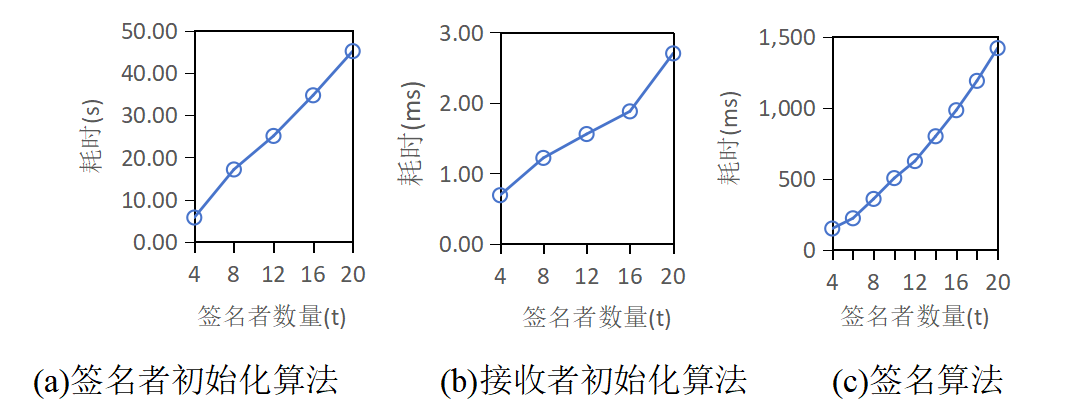 50.00
40.00
30.00
20.00
10.00
0.00
耗时(s)
4 8 12 16 20
签名者数量(t)
(a)签名者初始化算法
3.00
2.00
1.00
0.00
耗时(ms)
4 8 12 16 20
签名者数量(t)
(b)接收者初始化算法
1,500
1,000
500
0
耗时(ms)
4 8 12 16 20
签名者数量(t)
(c)签名算法